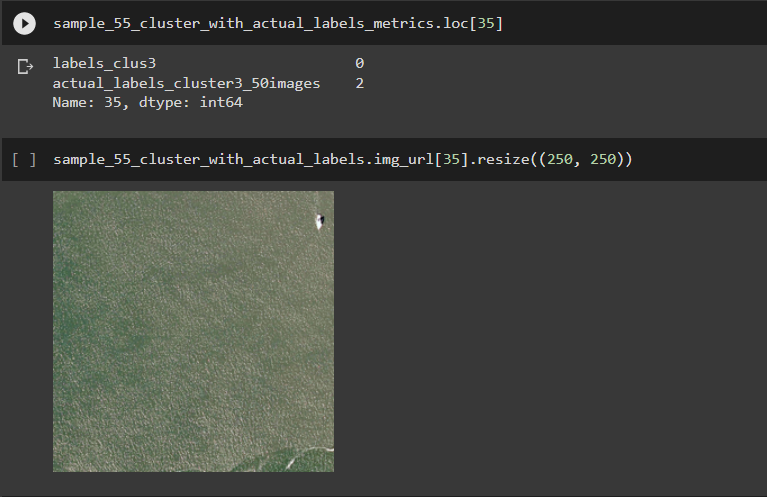 sample_55_cluster_with_actual_labels_metrics.loc[35]
labels_clus3 0
actual_labels_cluster3_50images 2
Name: 35, dtype: int64
[ ] sample_55_cluster_with_actual_labels.img_url[35].resize((250, 250))